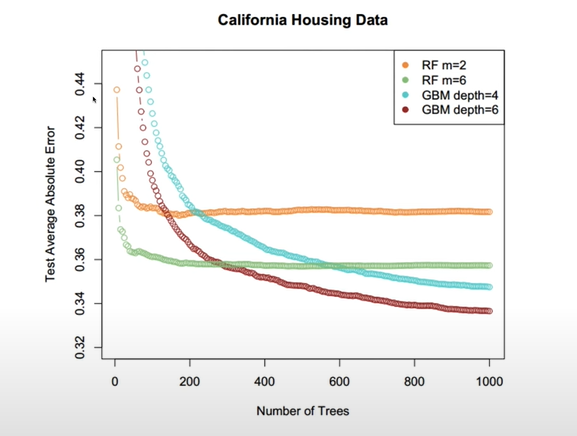 California Housing Data
RF m=2
RF m=6
GBM depth=4
GBM depth=6
Test Average Absolute Error
0.44
0.42
0.40
0.38
0.36
0.34
0.32
0 200 400 600 800 1000
Number of Trees